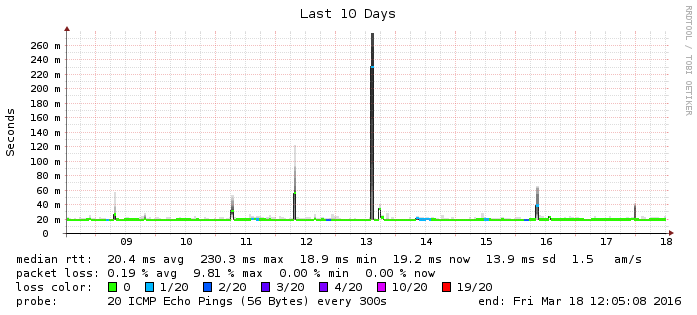 Last 10 Days
RRDTOOL / TOBI OETIKER
Seconds
260 m
240 m
220 m
200 m
180 m
160 m
140 m
120 m
100 m
80 m
60 m
40 m
20 m
0
09 10 11 12 13 14 15 16 17 18
median rtt: 20.4 ms avg 230.3 ms max 18.9 ms min 19.2 ms now 13.9 ms sd 1.5 am/s
packet loss: 0.19 % avg 9.81 % max 0.00 % min 0.00 % now
loss color: 0 1/20 2/20 3/20 4/20 10/20 19/20
probe: 20 ICMP Echo Pings (56 Bytes) every 300s end: Fri Mar 18 12:05:08 2016